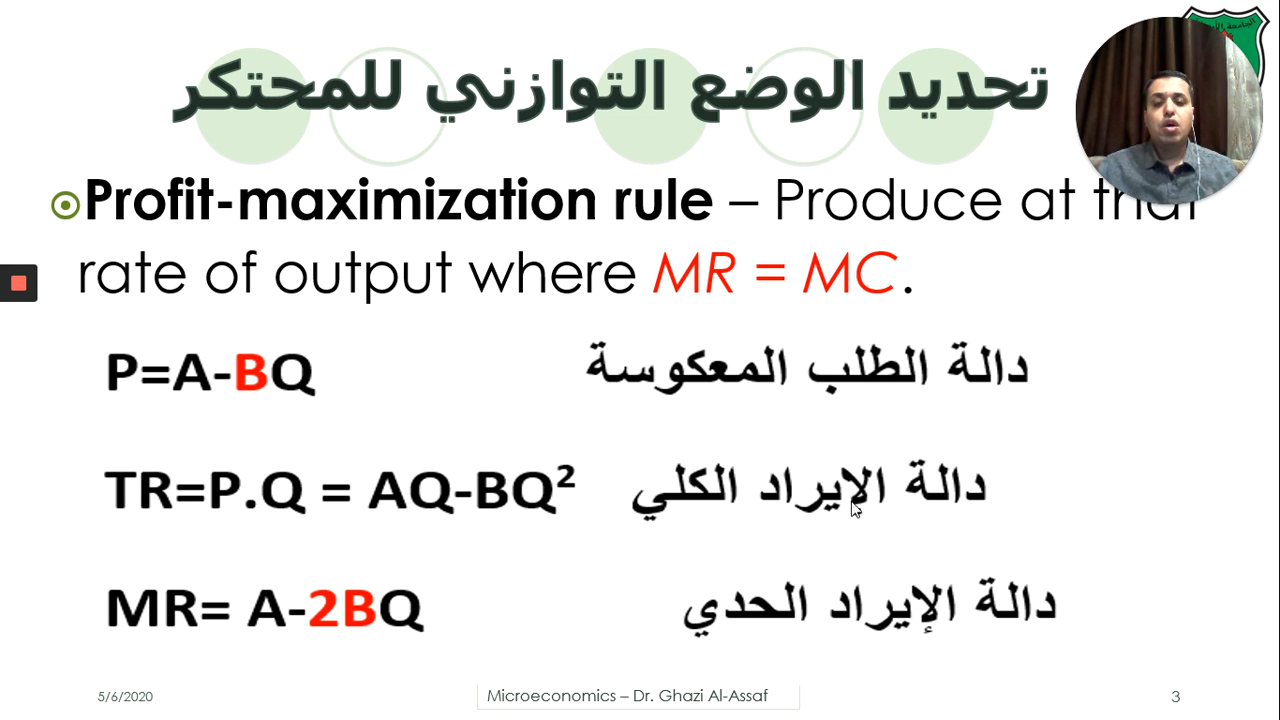 تحديد الوضع التوازني للمحتكر
Profit-maximization rule – Produce at that
rate of output where MR = MC.
P=A-BQ دالة الطلب المعكوسة
TR=P.Q = AQ-BQ² دالة الإيراد الكلي
MR= A-2BQ دالة الإيراد الحدي
5/6/2020 Microeconomics – Dr. Ghazi Al-Assaf 3